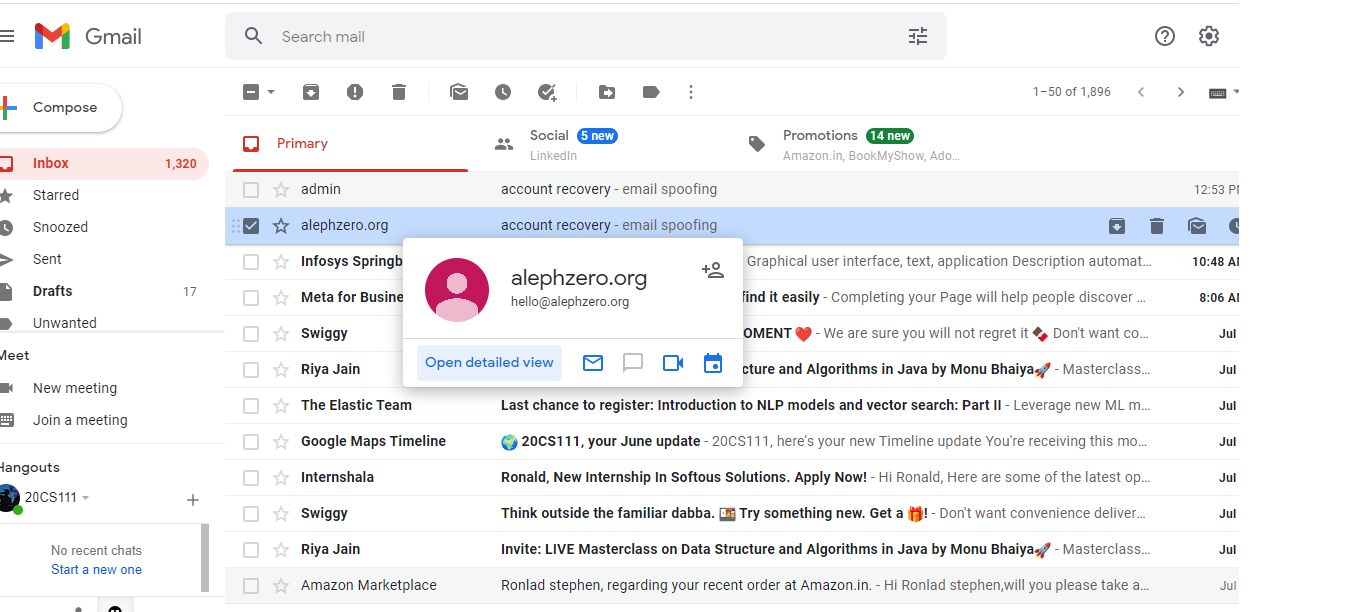 Gmail
Search mail
Compose
1–50 of 1,896
Primary
Social 5 new
LinkedIn
Promotions 14 new
Amazon.in, BookMyShow, Ado...
Inbox 1,320
Starred
Snoozed
Sent
Drafts 17
Unwanted
Meet
New meeting
Join a meeting
Hangouts
20CS111
No recent chats
Start a new one
admin account recovery - email spoofing 12:53 PM
alephzero.org account recovery - email spoofing
Infosys Springb Graphical user interface, text, application Description automat... 10:48 AM
Meta for Busine find it easily - Completing your Page will help people discover ... 8:06 AM
Swiggy OMENT ❤️ - We are sure you will not regret it 🍫 Don't want co... Jul
Riya Jain cture and Algorithms in Java by Monu Bhaiya🚀 - Masterclass... Jul
The Elastic Team Last chance to register: Introduction to NLP models and vector search: Part II - Leverage new ML m... Jul
Google Maps Timeline 🌍 20CS111, your June update - 20CS111, here's your new Timeline update You're receiving this mo... Jul
Internshala Ronald, New Internship In Softous Solutions. Apply Now! - Hi Ronald, Here are some of the latest op... Jul
Swiggy Think outside the familiar dabba. 🍱 Try something new. Get a 🎁! - Don't want convenience deliver... Jul
Riya Jain Invite: LIVE Masterclass on Data Structure and Algorithms in Java by Monu Bhaiya🚀 - Masterclass... Jul
Amazon Marketplace Ronlad stephen, regarding your recent order at Amazon.in. - Hi Ronlad stephen,will you please take a... Jul
alephzero.org
hello@alephzero.org
Open detailed view